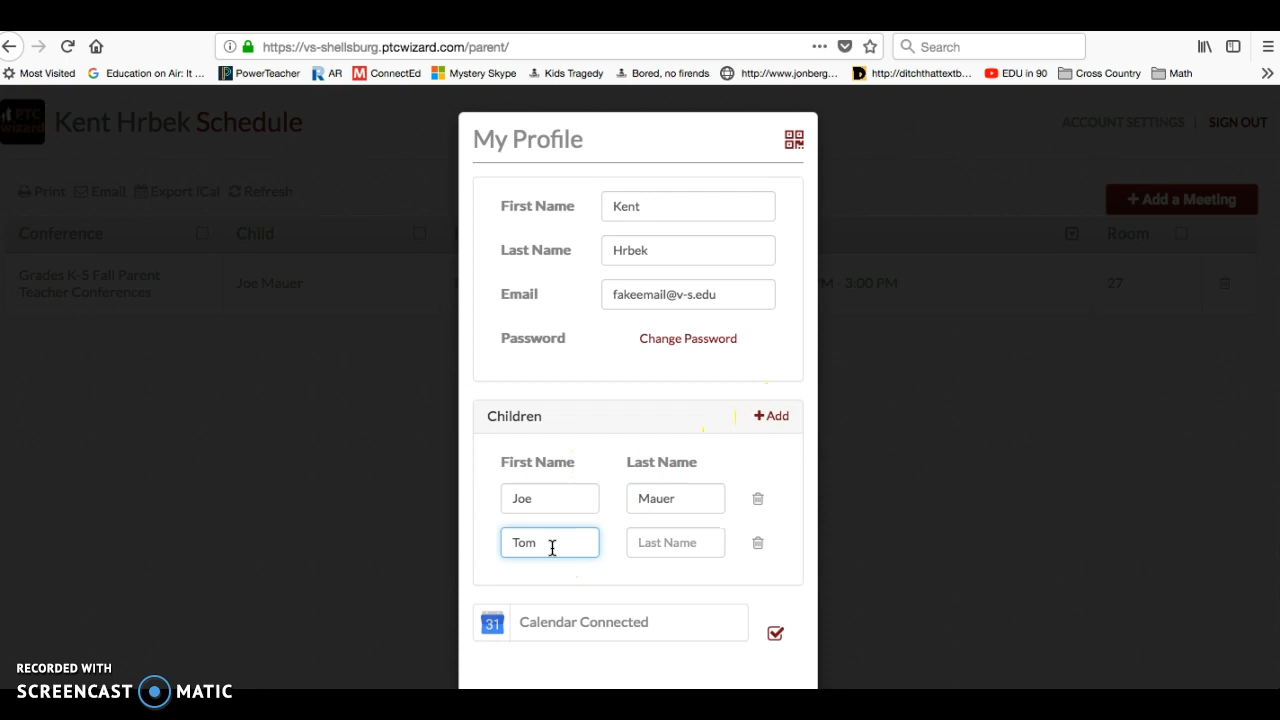 https://vs-shellsburg.ptcwizard.com/parent/
Search
Most Visited
Education on Air: It ...
PowerTeacher
AR
ConnectEd
Mystery Skype
Kids Tragedy
Bored, no firends
http://www.jonberg...
http://ditchthattextb...
EDU in 90
Cross Country
Math
PTC
wizard
Kent Hrbek Schedule
ACCOUNT SETTINGS | SIGN OUT
Print
Email
Export iCal
Refresh
+ Add a Meeting
Conference
Child
Room
Grades K-5 Fall Parent
Teacher Conferences
Joe Mauer
M - 3:00 PM
27
My Profile
First Name
Kent
Last Name
Hrbek
Email
fakeemail@v-s.edu
Password
Change Password
Children
+ Add
First Name
Last Name
Joe
Mauer
Tom
Last Name
31
Calendar Connected
RECORDED WITH
SCREENCAST MATIC